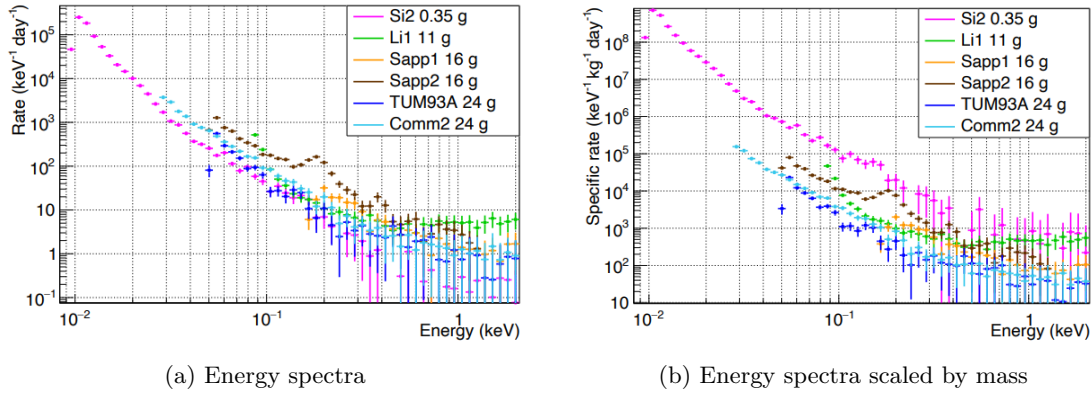 Rate (keV⁻¹ day⁻¹)
10⁵
10⁴
10³
10²
10
1
10⁻¹
10⁻² 10⁻¹ 1
Energy (keV)
Si2 0.35 g
Li1 11 g
Sapp1 16 g
Sapp2 16 g
TUM93A 24 g
Comm2 24 g
(a) Energy spectra
Specific rate (keV⁻¹ kg⁻¹ day⁻¹)
10⁸
10⁷
10⁶
10⁵
10⁴
10³
10²
10
10⁻² 10⁻¹ 1
Energy (keV)
Si2 0.35 g
Li1 11 g
Sapp1 16 g
Sapp2 16 g
TUM93A 24 g
Comm2 24 g
(b) Energy spectra scaled by mass